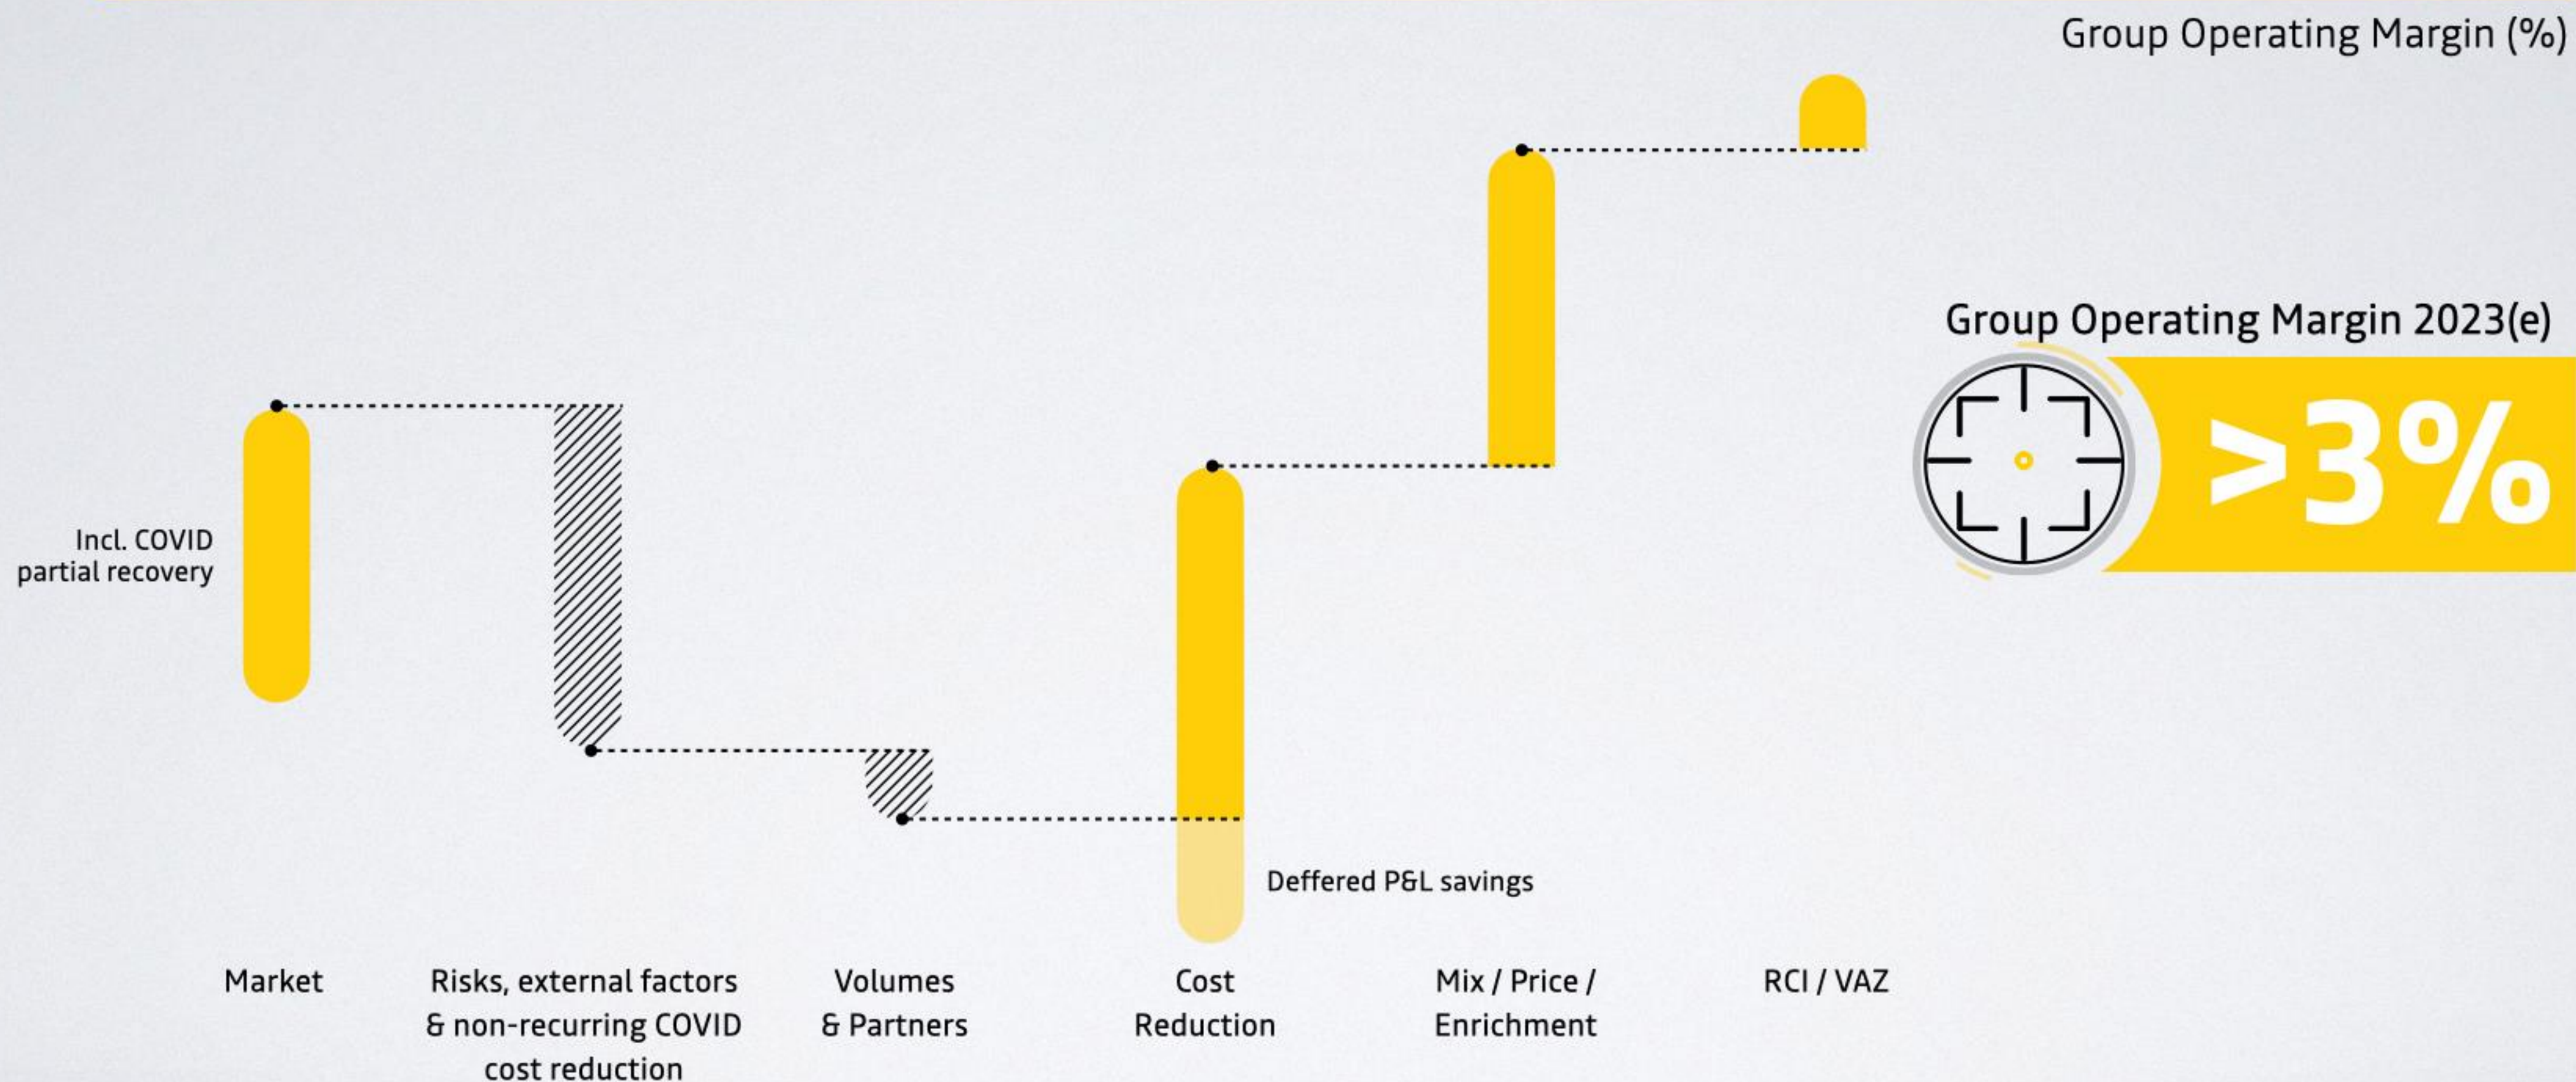 Group Operating Margin (%)
Group Operating Margin 2023(e)
>3%
Incl. COVID
partial recovery
Deffered P&L savings
Market
Risks, external factors
& non-recurring COVID
cost reduction
Volumes
& Partners
Cost
Reduction
Mix / Price /
Enrichment
RCI / VAZ